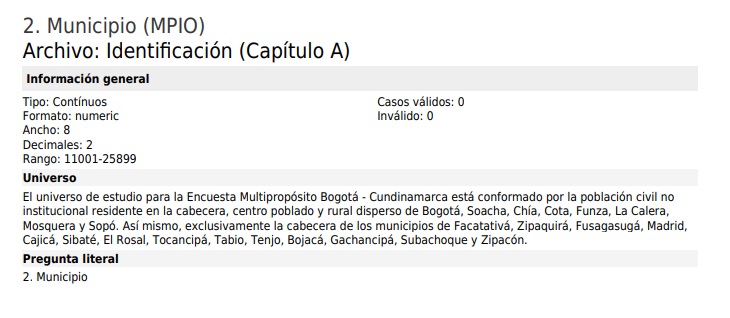 2. Municipio (MPIO)
Archivo: Identificación (Capítulo A)
Información general
Tipo: Contínuos
Formato: numeric
Ancho: 8
Decimales: 2
Rango: 11001-25899
Casos válidos: 0
Inválido: 0
Universo
El universo de estudio para la Encuesta Multipropósito Bogotá - Cundinamarca está conformado por la población civil no
institucional residente en la cabecera, centro poblado y rural disperso de Bogotá, Soacha, Chía, Cota, Funza, La Calera,
Mosquera y Sopó. Así mismo, exclusivamente la cabecera de los municipios de Facatativá, Zipaquirá, Fusagasugá, Madrid,
Cajicá, Sibaté, El Rosal, Tocancipá, Tabio, Tenjo, Bojacá, Gachancipá, Subachoque y Zipacón.
Pregunta literal
2. Municipio